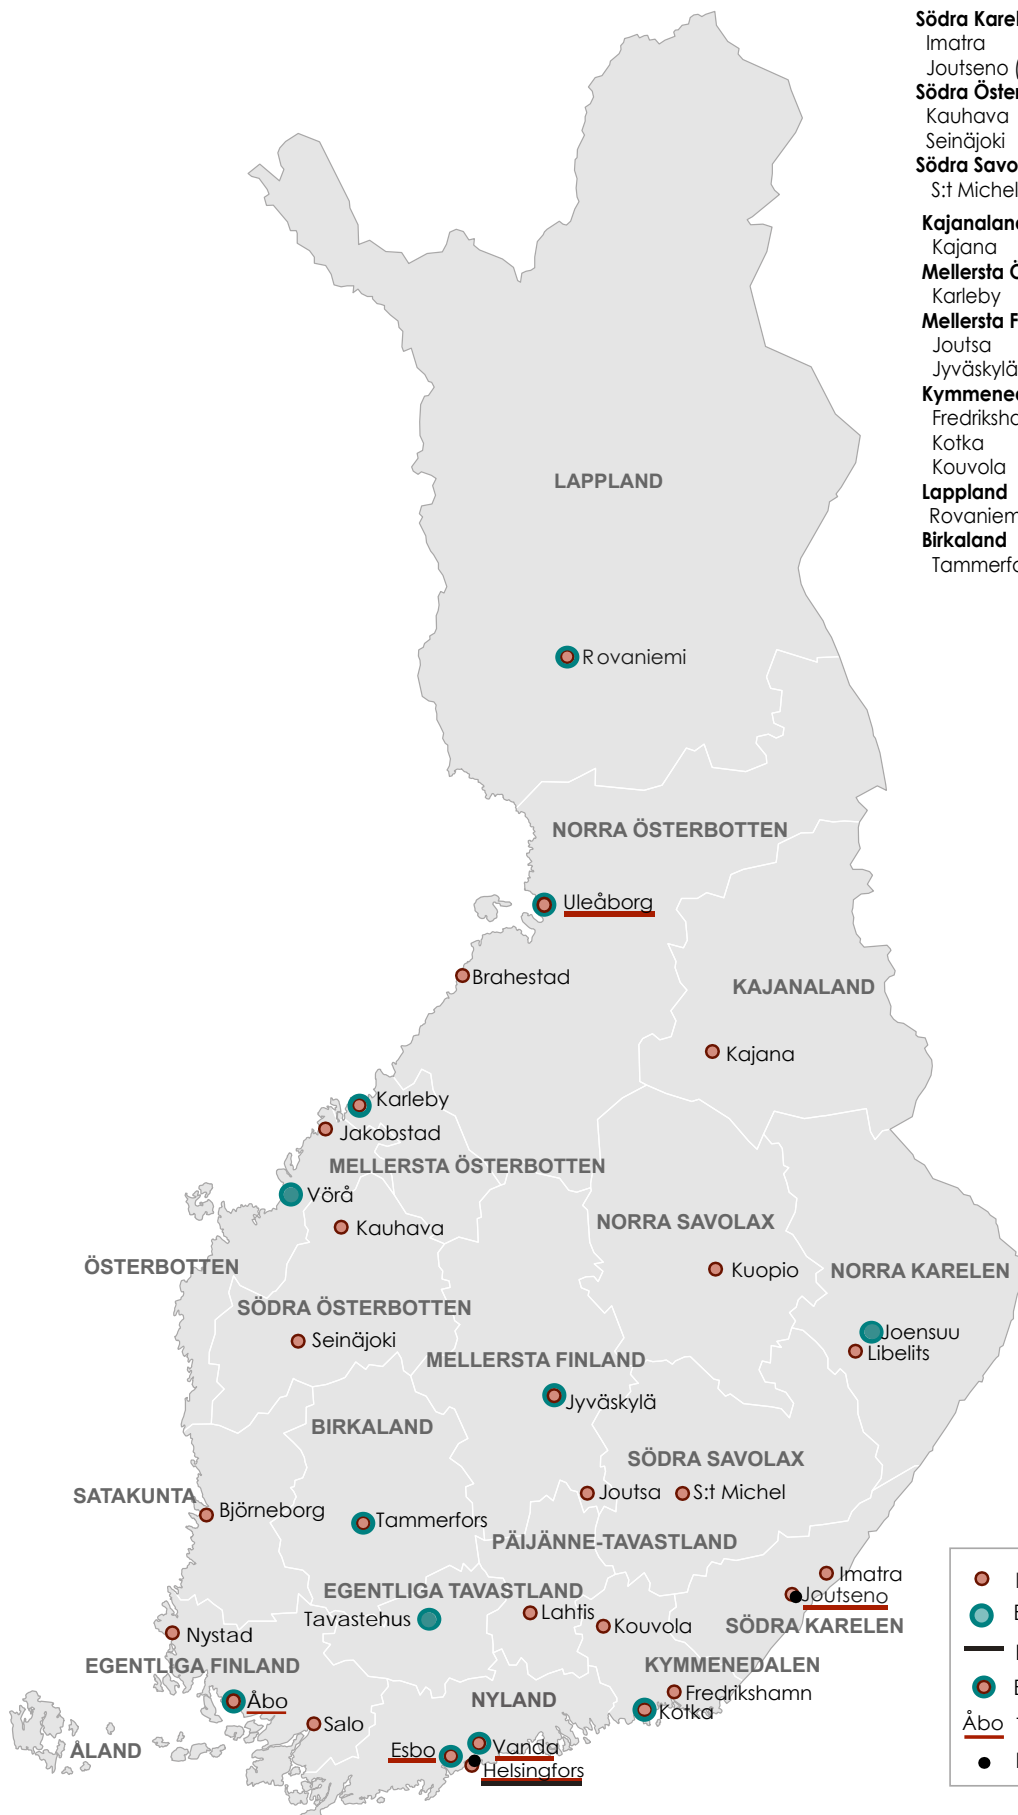 Södra
Imatra
Joutseno (
Södra
Kauhava
Seinäjoki
Södra
S:t Michel
Kajana
Mellersta
Karleby
Mellersta
Joutsa
Jyväskylä
Kotka
Kouvola
Lappland
Birkaland
LAPPLAND
Rovaniemi
NORRA ÖSTERBOTTEN
Uleåborg
Brahestad
KAJANALAND
Kajana
Karleby
Jakobstad
MELLERSTA ÖSTERBOTTEN
Vörå
Kauhava
NORRA SAVOLAX
ÖSTERBOTTEN
Kuopio
NORRA KARELEN
SÖDRA ÖSTERBOTTEN
Seinäjoki
Joensuu
Libelits
MELLERSTA FINLAND
Jyväskylä
BIRKALAND
SÖDRA SAVOLAX
Joutsa
S:t Michel
SATAKUNTA
Björneborg
Tammerfors
PÄIJÄNNE-TAVASTLAND
Imatra
EGENTLIGA TAVASTLAND
Joutseno
Tavastehus
Lahtis
Kouvola
SÖDRA KARELEN
Nystad
EGENTLIGA FINLAND
KYMMENEDALEN
Fredrikshamn
Åbo
NYLAND
Kotka
Salo
Åbo
ÅLAND
Esbo
Vanda
Helsingfors